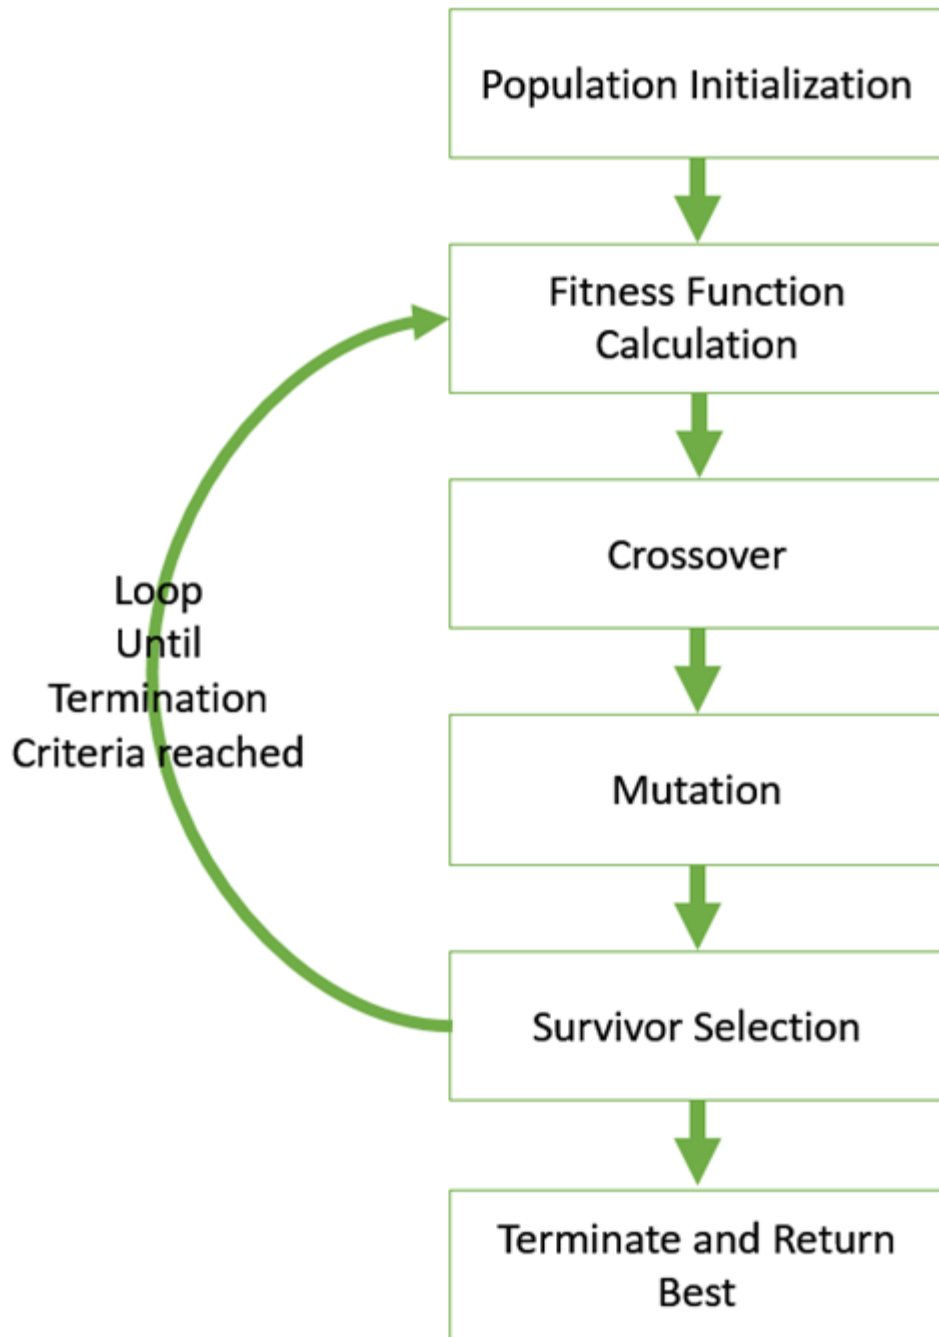 Population Initialization
Fitness Function
Calculation
Crossover
Loop
Until
Termination
Criteria reached
Mutation
Survivor Selection
Terminate and Return
Best